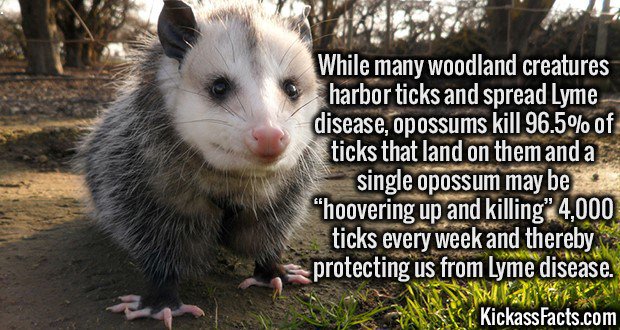 While many woodland creatures
harbor ticks and spread Lyme
disease, opossums kill 96.5% of
ticks that land on them and a
single opossum may be
“hoovering up and killing” 4,000
ticks every week and thereby
protecting us from Lyme disease.
KickassFacts.com